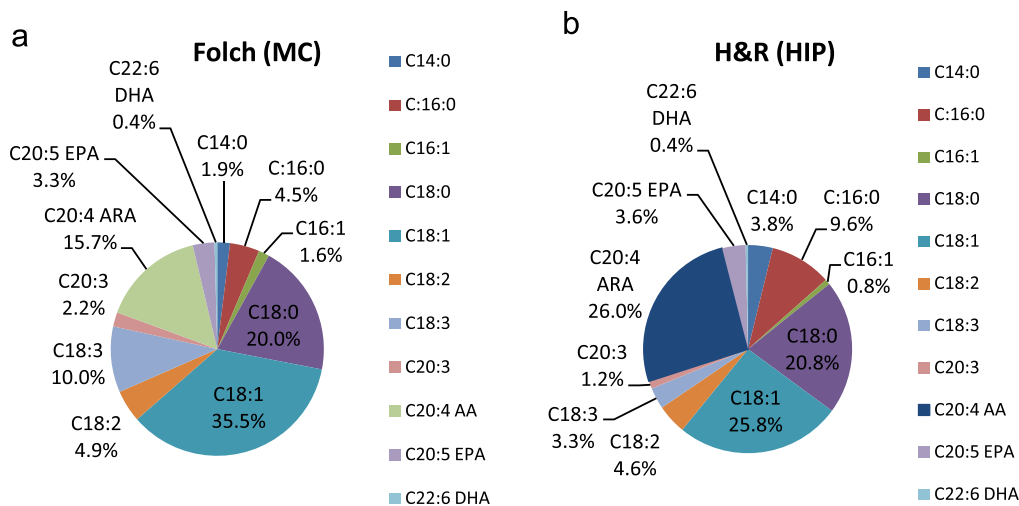 a
Folch (MC)
C22:6
DHA
0.4%
C14:0
1.9%
C:16:0
4.5%
C16:1
1.6%
C20:5 EPA
3.3%
C20:4 ARA
15.7%
C20:3
2.2%
C18:3
10.0%
C18:2
4.9%
C18:0
20.0%
C18:1
35.5%
C14:0
C:16:0
C16:1
C18:0
C18:1
C18:2
C18:3
C20:3
C20:4 AA
C20:5 EPA
C22:6 DHA
b
H&R (HIP)
C22:6
DHA
0.4%
C14:0
3.8%
C:16:0
9.6%
C16:1
0.8%
C20:5 EPA
3.6%
C20:4
ARA
26.0%
C20:3
1.2%
C18:3
3.3%
C18:2
4.6%
C18:0
20.8%
C18:1
25.8%
C14:0
C:16:0
C16:1
C18:0
C18:1
C18:2
C18:3
C20:3
C20:4 AA
C20:5 EPA
C22:6 DHA